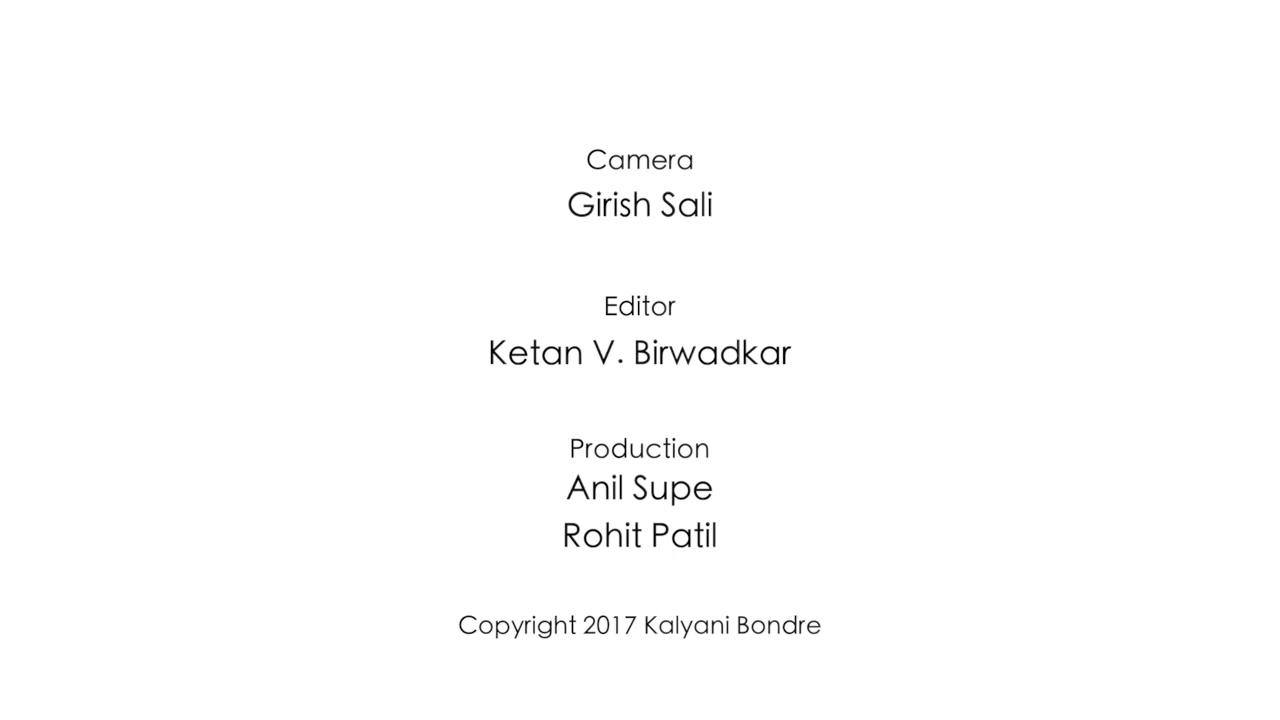 Camera
Girish Sali
Editor
Ketan V. Birwadkar
Production
Anil Supe
Rohit Patil
Copyright 2017 Kalyani Bondre